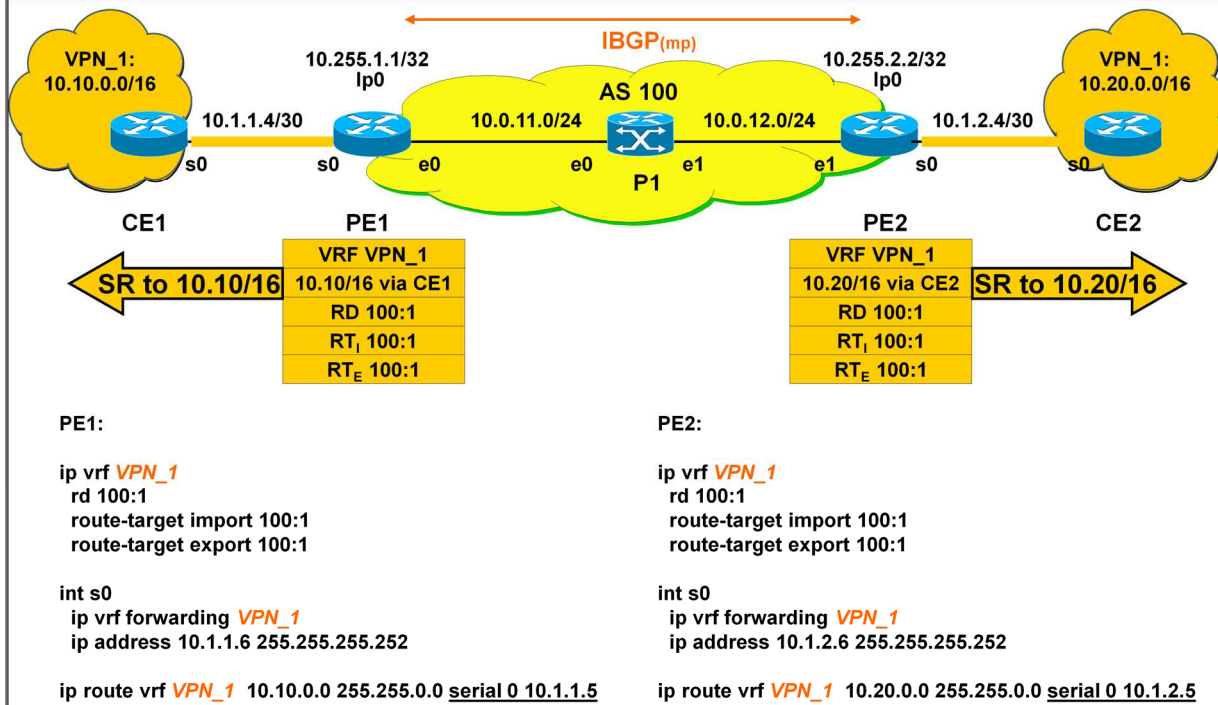 IBGP(mp)
VPN_1:
10.10.0.0/16
10.255.1.1/32
lp0
10.255.2.2/32
lp0
VPN_1:
10.20.0.0/16
AS 100
10.1.1.4/30
10.0.11.0/24
10.0.12.0/24
10.1.2.4/30
s0
s0
e0
e0
e1
e1
s0
s0
P1
CE1
PE1
PE2
CE2
SR to 10.10/16
VRF VPN_1
10.10/16 via CE1
RD 100:1
RTI 100:1
RTE 100:1
VRF VPN_1
10.20/16 via CE2
RD 100:1
RTI 100:1
RTE 100:1
SR to 10.20/16
PE1:
ip vrf VPN_1
rd 100:1
route-target import 100:1
route-target export 100:1
int s0
ip vrf forwarding VPN_1
ip address 10.1.1.6 255.255.255.252
ip route vrf VPN_1 10.10.0.0 255.255.0.0 serial 0 10.1.1.5
PE2:
ip vrf VPN_1
rd 100:1
route-target import 100:1
route-target export 100:1
int s0
ip vrf forwarding VPN_1
ip address 10.1.2.6 255.255.255.252
ip route vrf VPN_1 10.20.0.0 255.255.0.0 serial 0 10.1.2.5